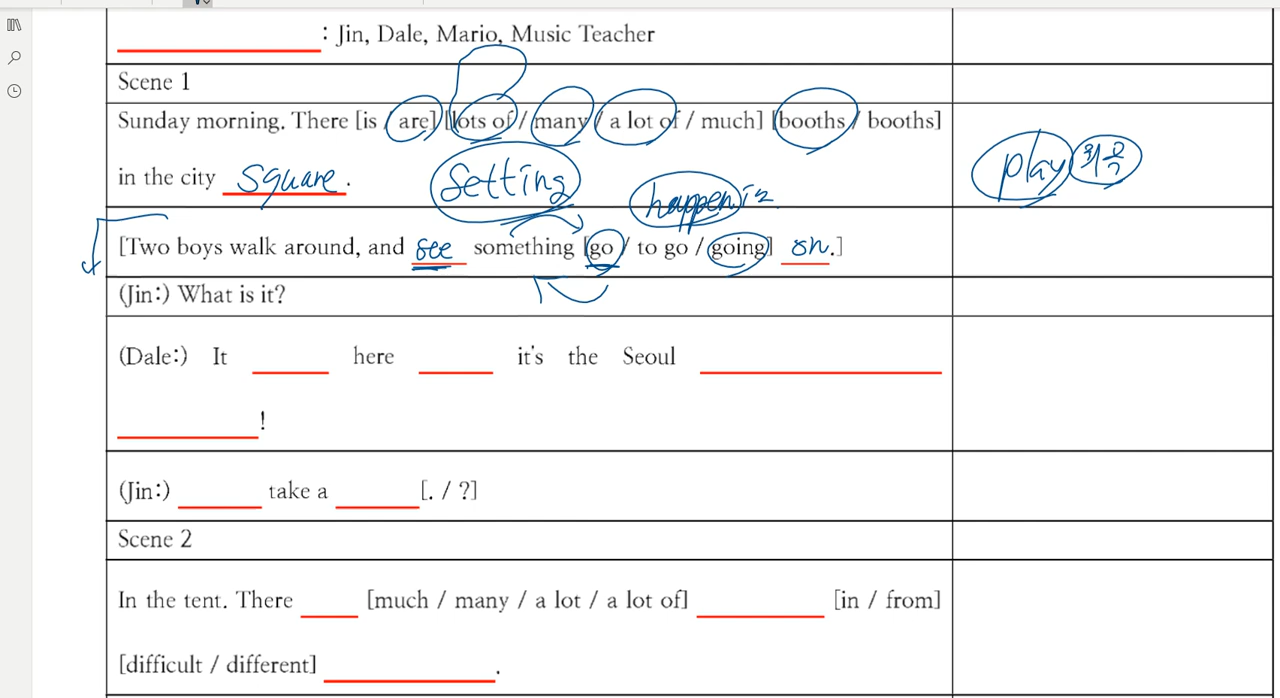 : Jin, Dale, Mario, Music Teacher
Scene 1
Sunday morning. There [is / are] [lots of / many / a lot of / much] [booths / booths]
in the city square.
Setting
play 희곡
happening
[Two boys walk around, and see something [go / to go / going] on.]
(Jin:) What is it?
(Dale:) It here it's the Seoul
!
(Jin:) take a [. / ?]
Scene 2
In the tent. There [much / many / a lot / a lot of] [in / from]
[difficult / different] .